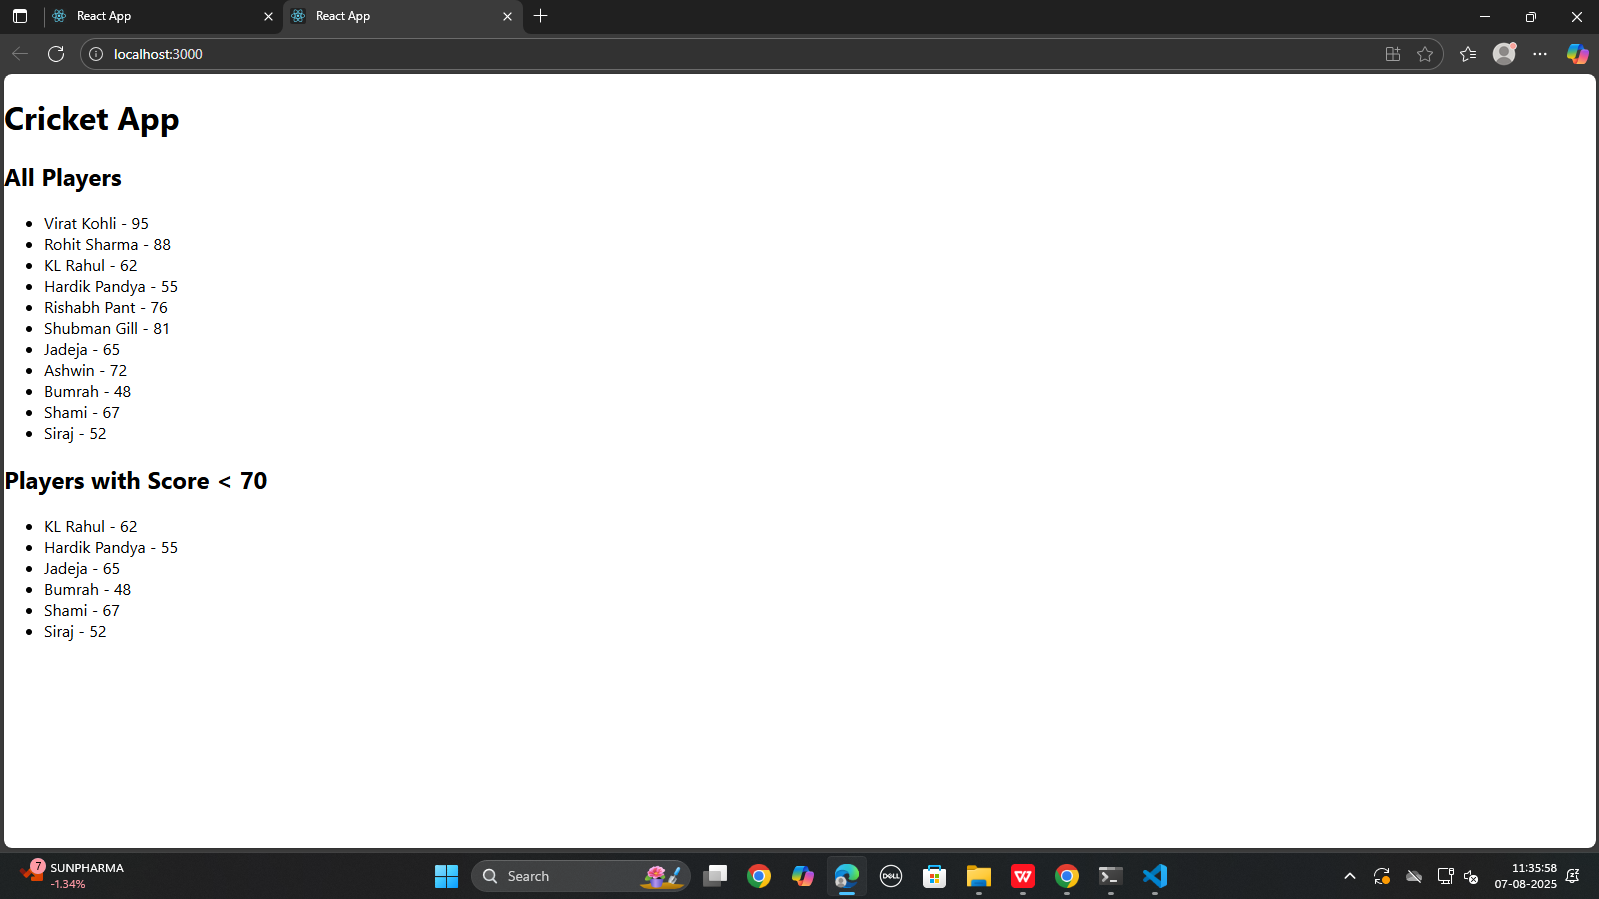 React App
React App
localhost:3000
Cricket App
All Players
Virat Kohli - 95
Rohit Sharma - 88
KL Rahul - 62
Hardik Pandya - 55
Rishabh Pant - 76
Shubman Gill - 81
Jadeja - 65
Ashwin - 72
Bumrah - 48
Shami - 67
Siraj - 52
Players with Score < 70
KL Rahul - 62
Hardik Pandya - 55
Jadeja - 65
Bumrah - 48
Shami - 67
Siraj - 52
7
SUNPHARMA
-1.34%
Search
DELL
W
11:35:58
07-08-2025